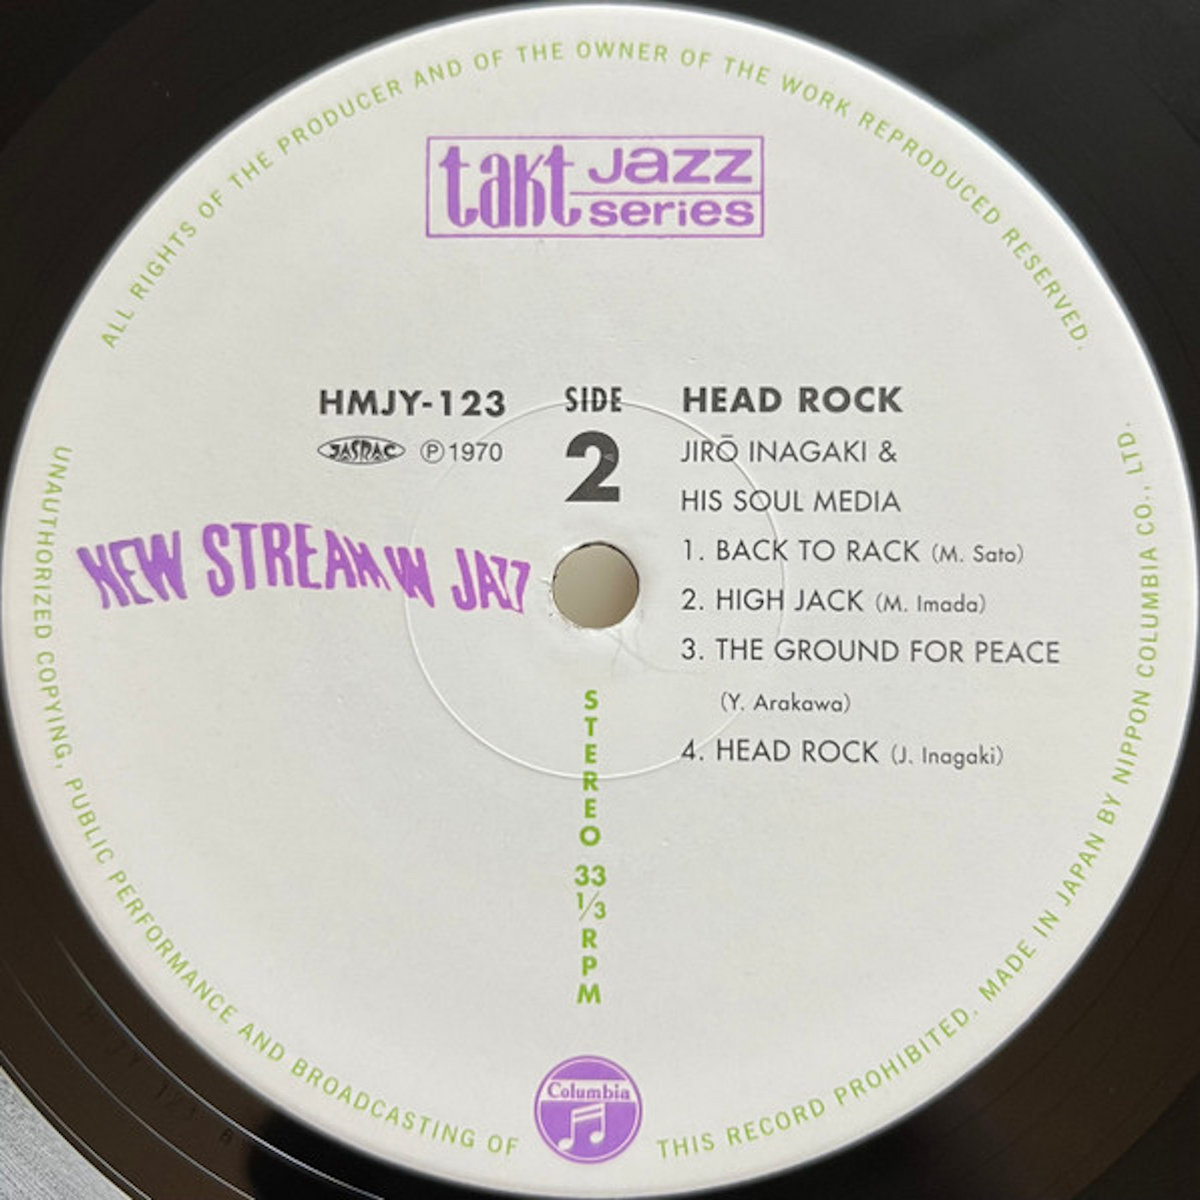 ALL RIGHTS OF THE PRODUCER AND OF THE OWNER OF THE WORK REPRODUCED RESERVED.
takt jazz
series
HMJY-123
JASRAC ℗1970
SIDE
2
HEAD ROCK
JIRŌ INAGAKI &
HIS SOUL MEDIA
1. BACK TO RACK (M. Sato)
2. HIGH JACK (M. Imada)
3. THE GROUND FOR PEACE
(Y. Arakawa)
4. HEAD ROCK (J. Inagaki)
NEW STREAM IN JAZZ
STEREO
33
1/3
RPM
Columbia
UNAUTHORIZED COPYING, PUBLIC PERFORMANCE AND BROADCASTING OF THIS RECORD PROHIBITED. MADE IN JAPAN BY NIPPON COLUMBIA CO., LTD.